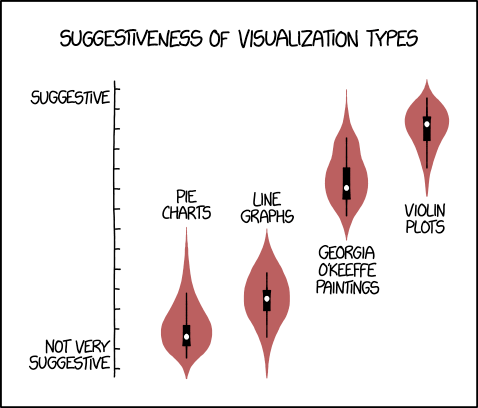 SUGGESTIVENESS OF VISUALIZATION TYPES
SUGGESTIVE
NOT VERY
SUGGESTIVE
PIE
CHARTS
LINE
GRAPHS
GEORGIA
O'KEEFFE
PAINTINGS
VIOLIN
PLOTS